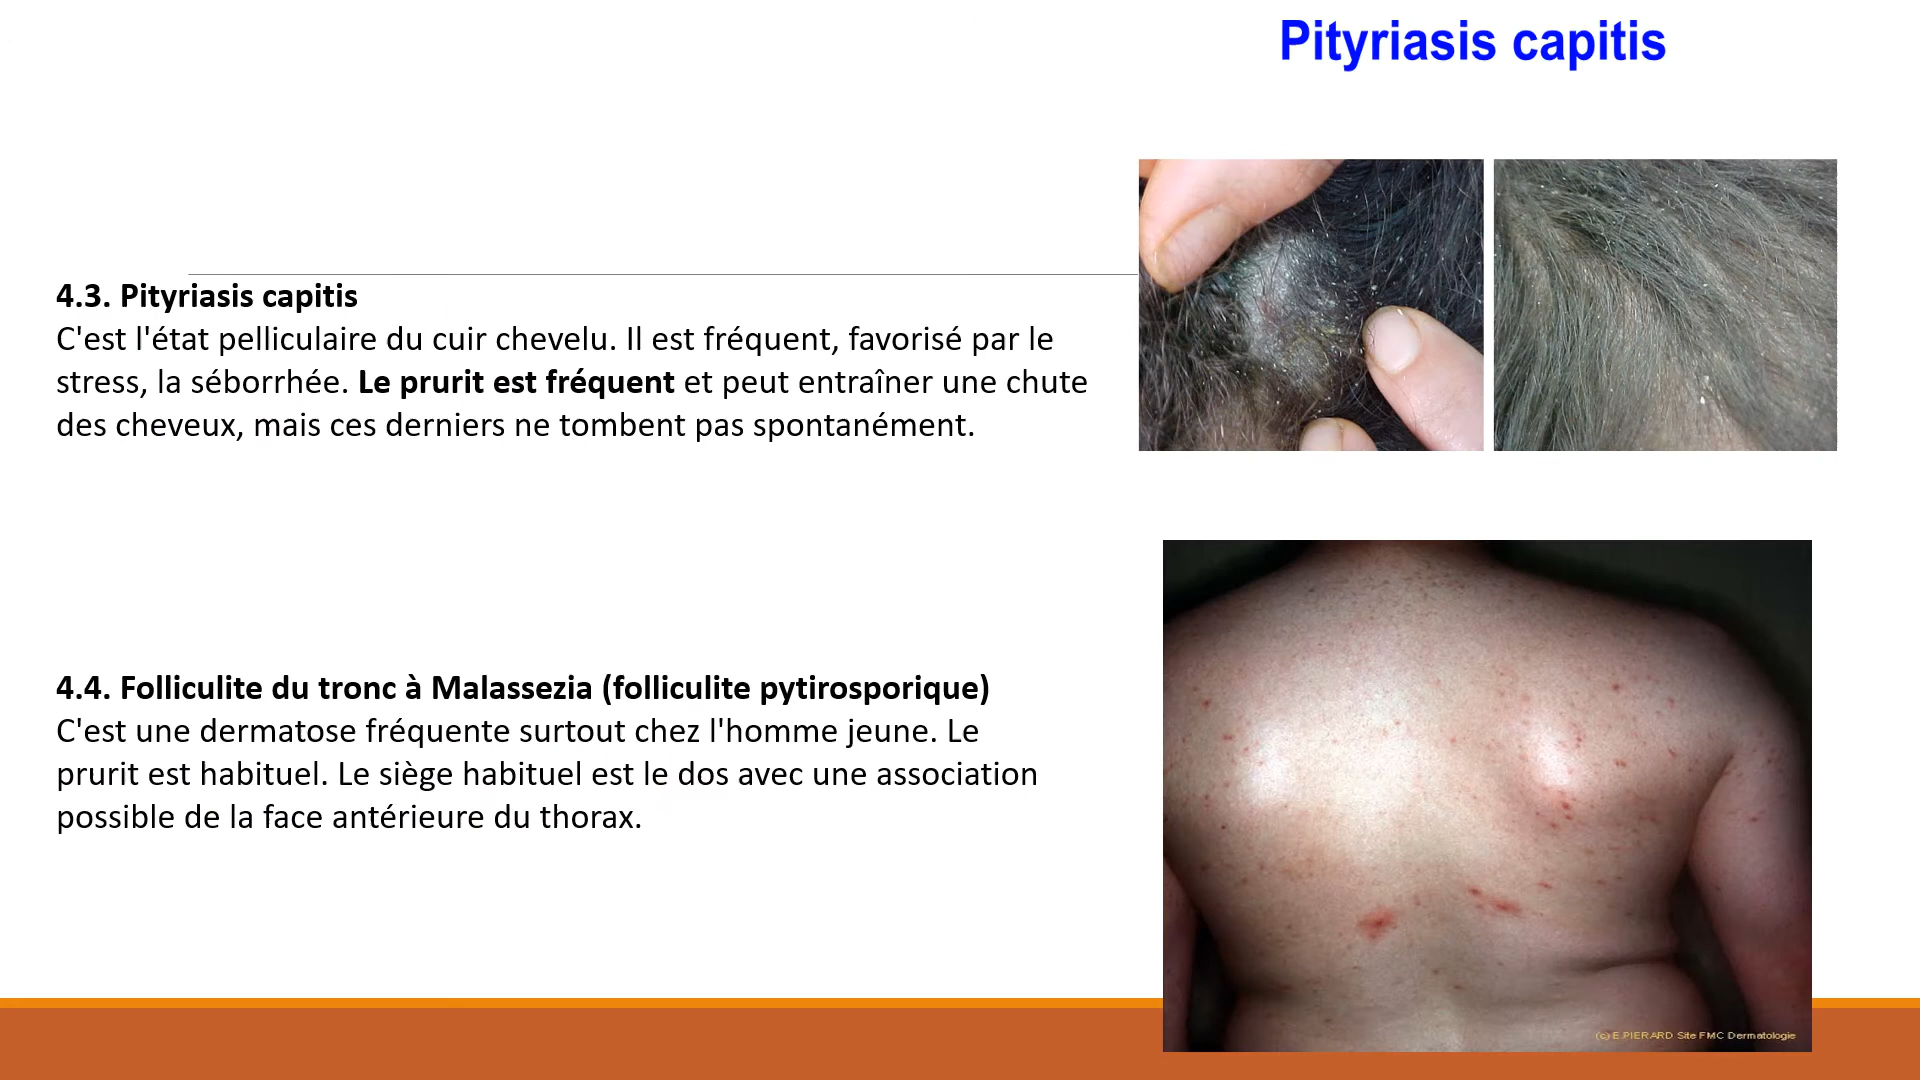 Pityriasis capitis
4.3. Pityriasis capitis
C'est l'état pelliculaire du cuir chevelu. Il est fréquent, favorisé par le
stress, la séborrhée. Le prurit est fréquent et peut entraîner une chute
des cheveux, mais ces derniers ne tombent pas spontanément.
4.4. Folliculite du tronc à Malassezia (folliculite pytirosporique)
C'est une dermatose fréquente surtout chez l'homme jeune. Le
prurit est habituel. Le siège habituel est le dos avec une association
possible de la face antérieure du thorax.
(c) E.PIERARD Site FMC Dermatologie